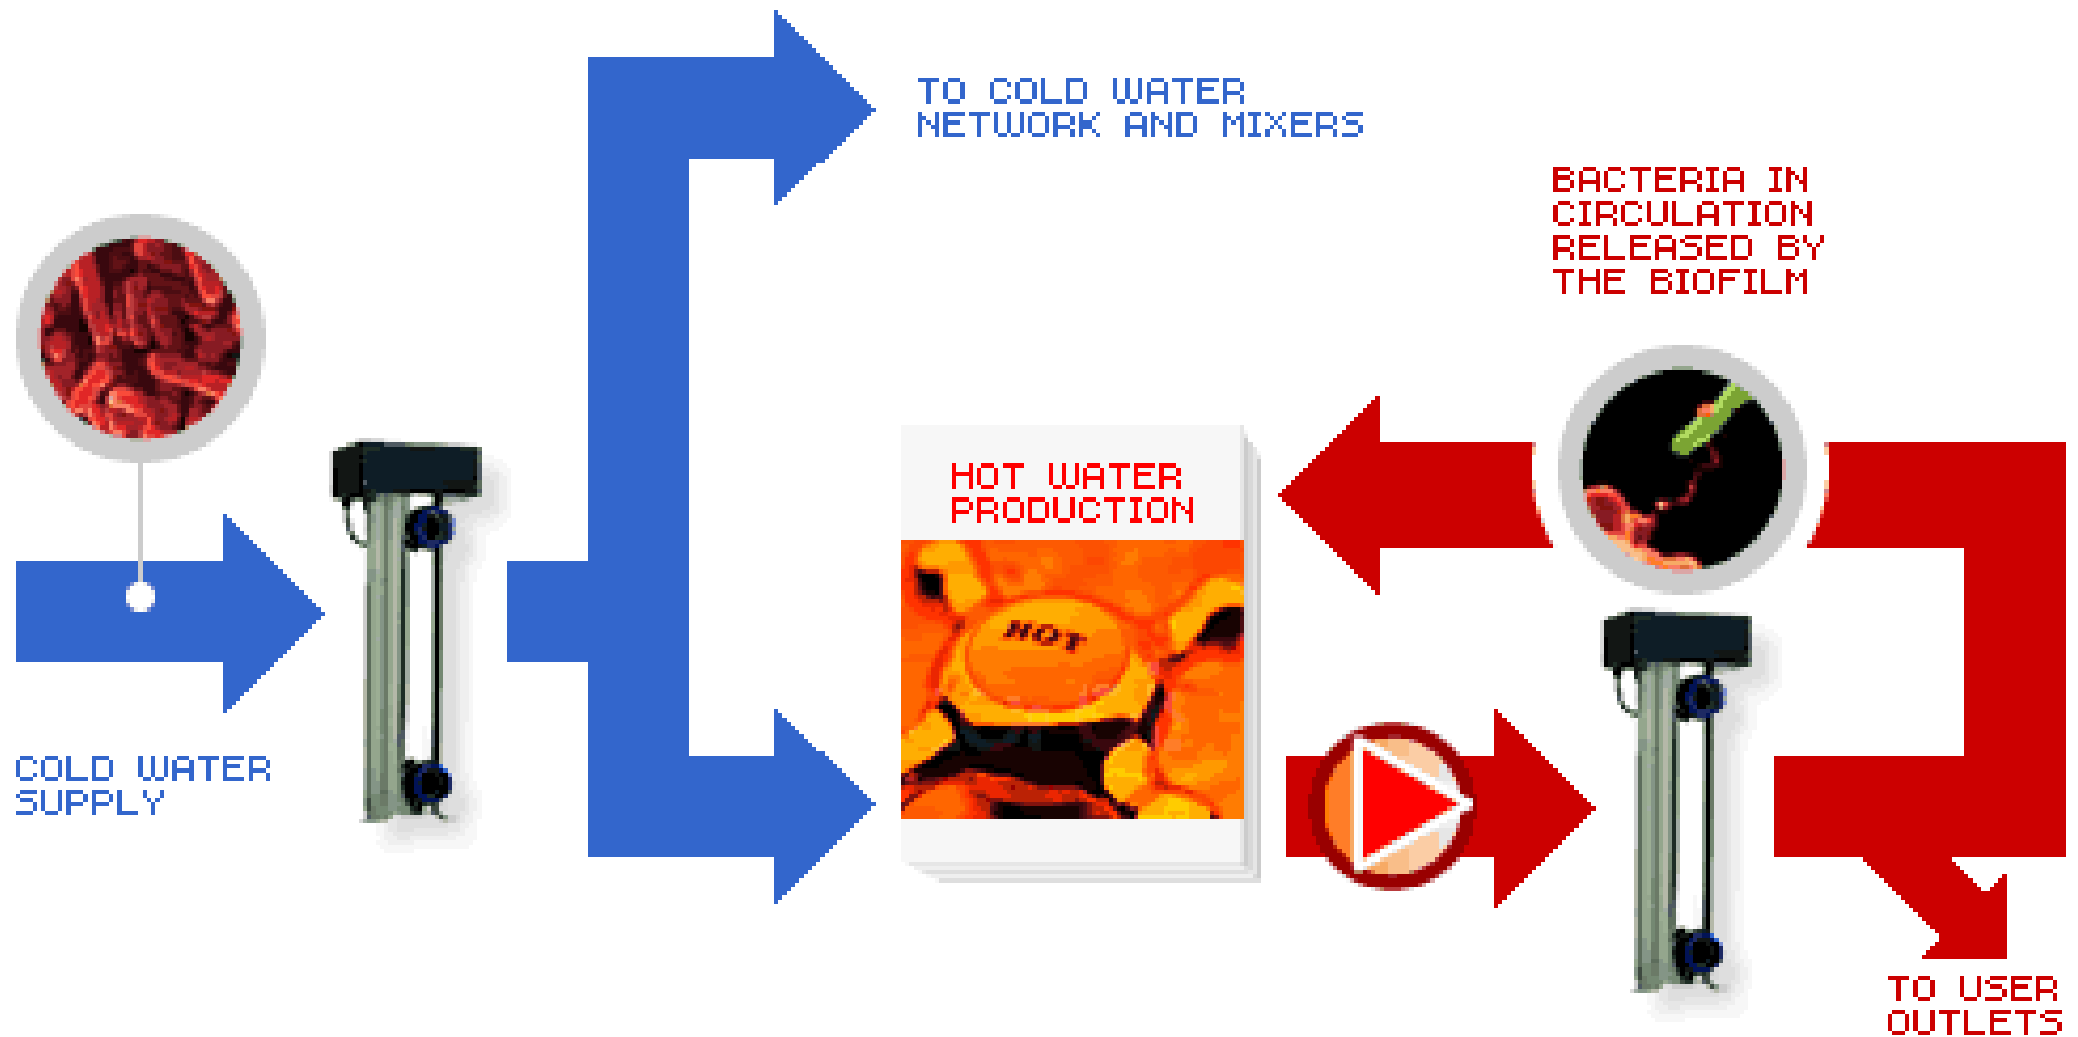 TO COLD WATER
NETWORK AND MIXERS
BACTERIA IN
CIRCULATION
RELEASED BY
THE BIOFILM
HOT WATER
PRODUCTION
HOT
COLD WATER
SUPPLY
TO USER
OUTLETS